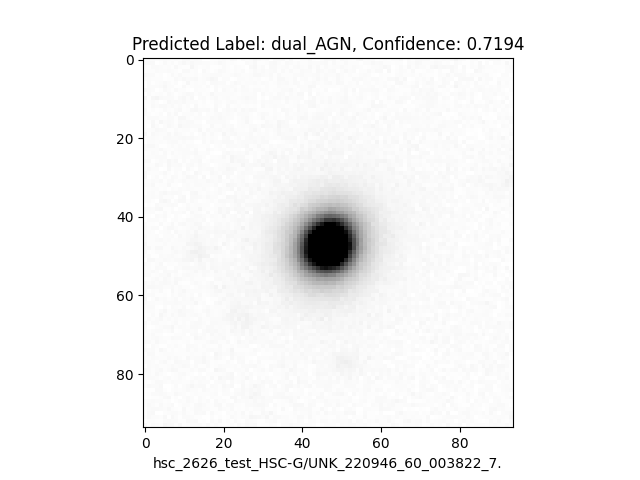 Predicted Label: dual_AGN, Confidence: 0.7194
0
20
40
60
80
0 20 40 60 80
hsc_2626_test_HSC-G/UNK_220946_60_003822_7.